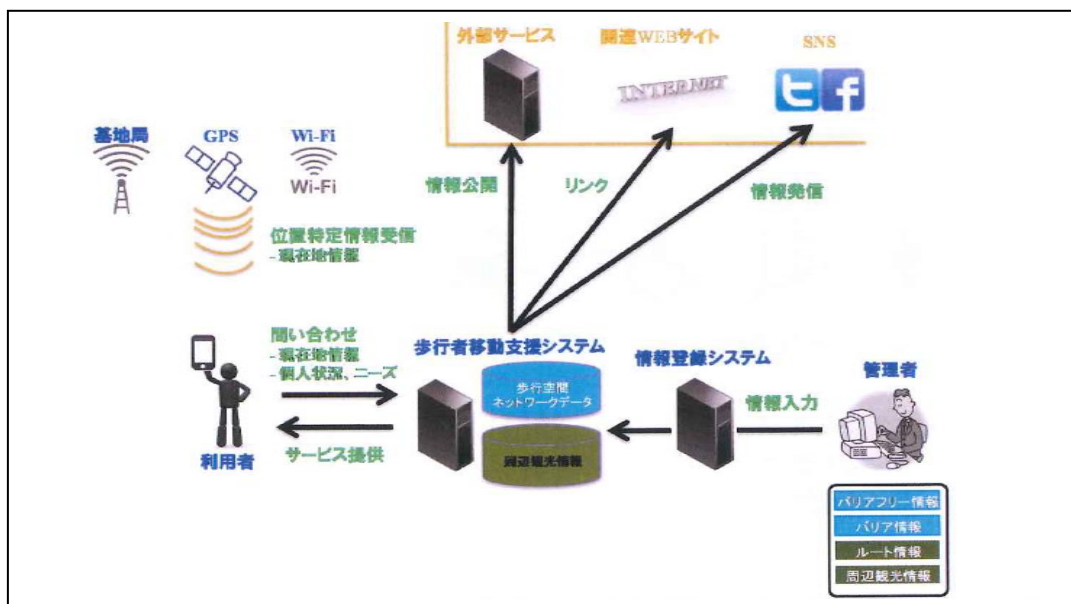 外部サービス
関連WEBサイト
SNS
INTERNET
基地局
GPS
Wi-Fi
Wi-Fi
情報公開
リンク
情報発信
位置特定情報受信
- 現在地情報
問い合わせ
- 現在地情報
- 個人状況、ニーズ
歩行者移動支援システム
情報登録システム
管理者
歩行空間
ネットワークデータ
情報入力
周辺観光情報
サービス提供
利用者
バリアフリー情報
バリア情報
ルート情報
周辺観光情報